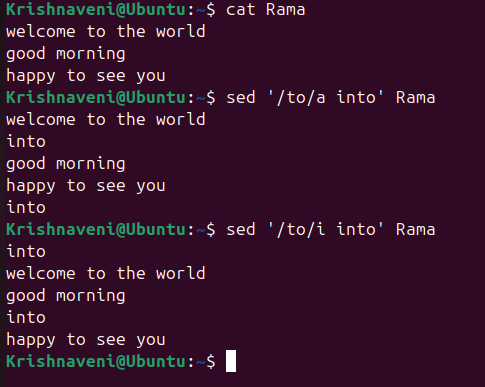 Krishnaveni@Ubuntu:~$ cat Rama
welcome to the world
good morning
happy to see you
Krishnaveni@Ubuntu:~$ sed '/to/a into' Rama
welcome to the world
into
good morning
happy to see you
into
Krishnaveni@Ubuntu:~$ sed '/to/i into' Rama
into
welcome to the world
good morning
into
happy to see you
Krishnaveni@Ubuntu:~$